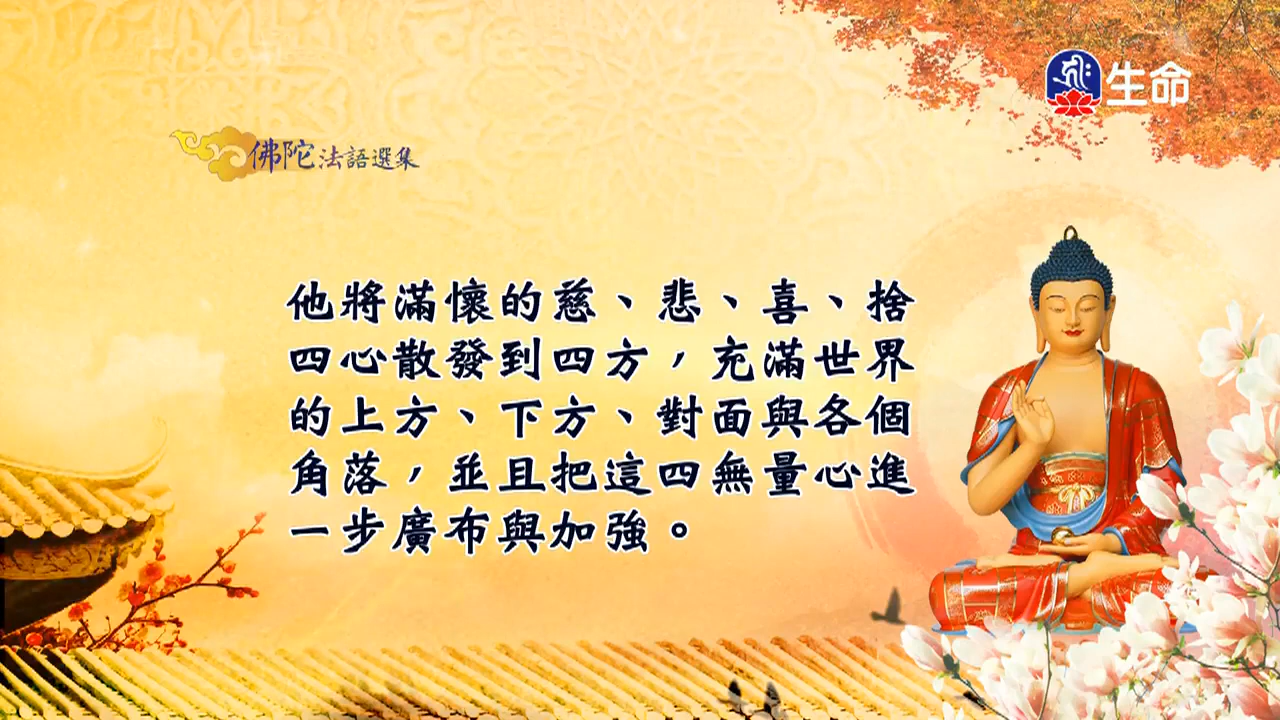 生命
佛陀法語選集
他將滿懷的慈、悲、喜、捨
四心散發到四方，充滿世界
的上方、下方、對面與各個
角落，並且把這四無量心進
一步廣布與加強。